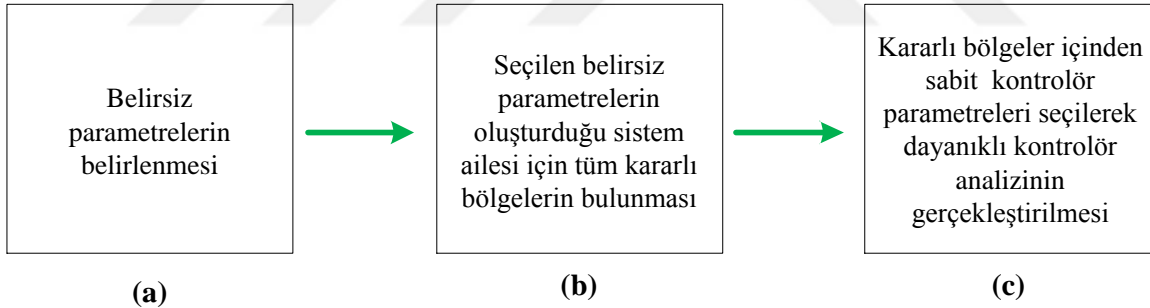 Belirsiz
parametrelerin
belirlenmesi
(a)
Seçilen belirsiz
parametrelerin
oluşturduğu sistem
ailesi için tüm kararlı
bölgelerin bulunması
(b)
Kararlı bölgeler içinden
sabit kontrolör
parametreleri seçilerek
dayanıklı kontrolör
analizinin
gerçekleştirilmesi
(c)